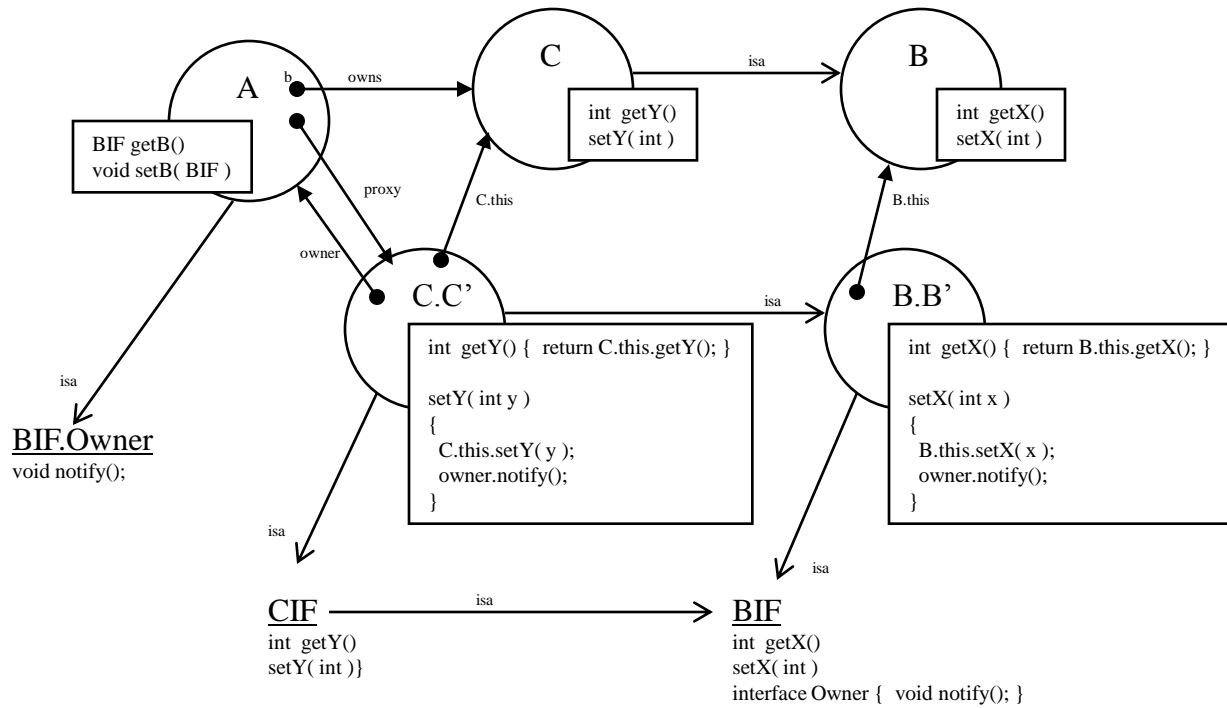 A
b
owns
C
isa
B
BIF getB()
void setB( BIF )
int getY()
setY( int )
int getX()
setX( int )
proxy
C.this
B.this
owner
C.C’
isa
B.B’
int getY() { return C.this.getY(); }
setY( int y )
{
C.this.setY( y );
owner.notify();
}
int getX() { return B.this.getX(); }
setX( int x )
{
B.this.setX( x );
owner.notify();
}
isa
BIF.Owner
void notify();
isa
isa
CIF
int getY()
setY( int )}
isa
BIF
int getX()
setX( int )
interface Owner { void notify(); }